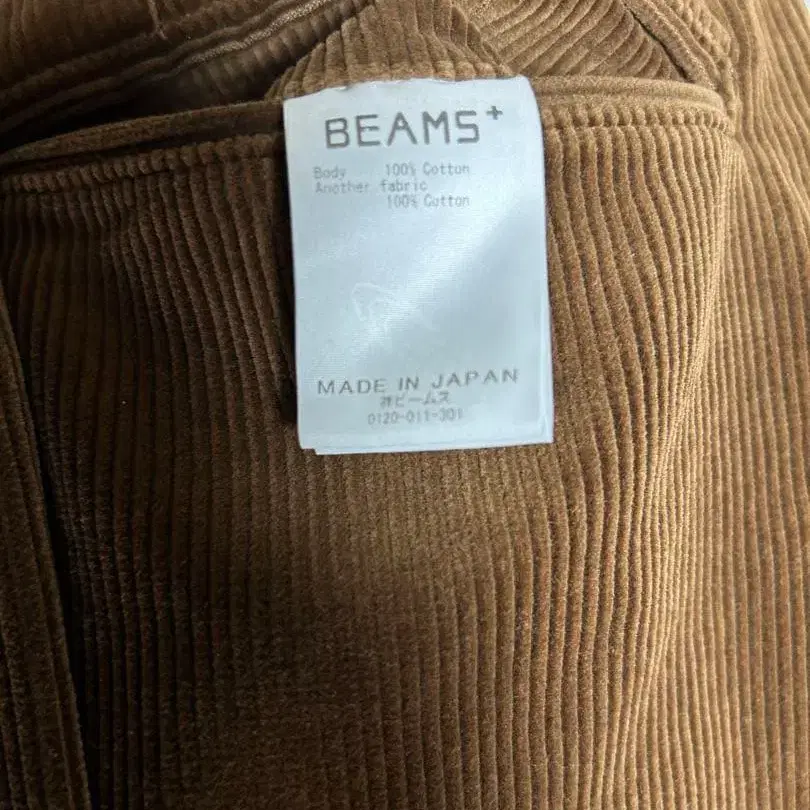 BEAMS+
Body 100% Cotton
Another fabric
100% Cotton
MADE IN JAPAN
㈱ビームス
0120-011-301